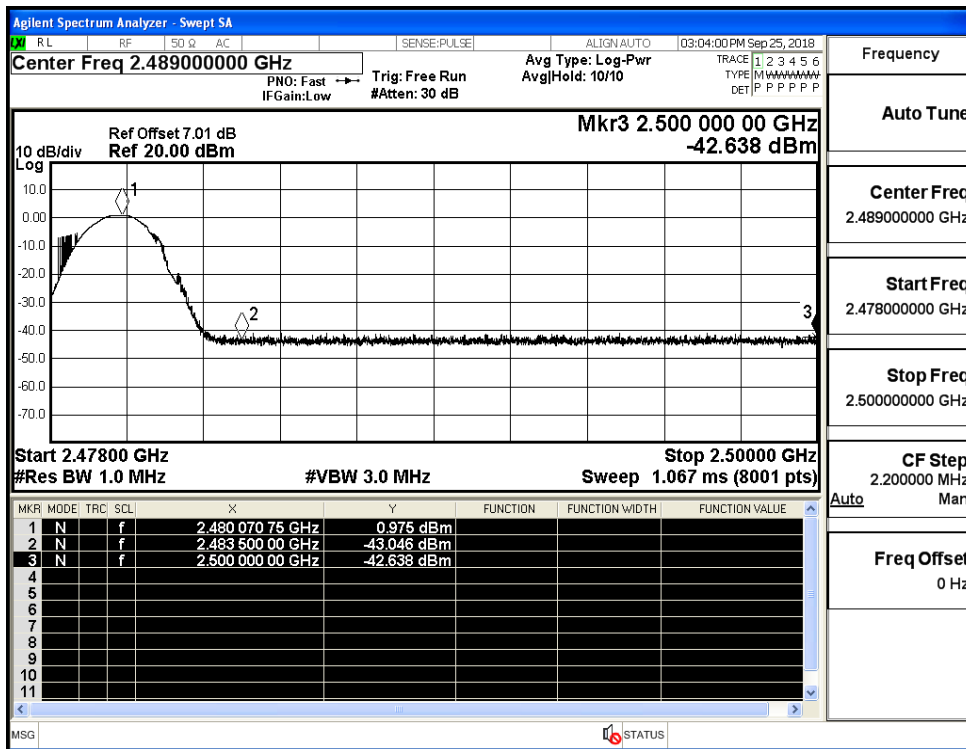 Agilent Spectrum Analyzer - Swept SA
LXI RL RF 50 Ω AC SENSE:PULSE ALIGNAUTO 03:04:00 PM Sep 25, 2018
Center Freq 2.489000000 GHz
PNO: Fast
IFGain:Low
Trig: Free Run
#Atten: 30 dB
Avg Type: Log-Pwr
Avg|Hold: 10/10
TRACE 1 2 3 4 5 6
TYPE M WWWWW
DET P P P P P P
Ref Offset 7.01 dB
10 dB/div Ref 20.00 dBm
Log
Mkr3 2.500 000 00 GHz
-42.638 dBm
10.0
0.00
-10.0
-20.0
-30.0
-40.0
-50.0
-60.0
-70.0
1
2
3
Start 2.47800 GHz Stop 2.50000 GHz
#Res BW 1.0 MHz #VBW 3.0 MHz Sweep 1.067 ms (8001 pts)
MKR MODE TRC SCL X Y FUNCTION FUNCTION WIDTH FUNCTION VALUE
1 N f 2.480 070 75 GHz 0.975 dBm
2 N f 2.483 500 00 GHz -43.046 dBm
3 N f 2.500 000 00 GHz -42.638 dBm
4
5
6
7
8
9
10
11
MSG STATUS
Frequency
Auto Tune
Center Freq
2.489000000 GHz
Start Freq
2.478000000 GHz
Stop Freq
2.500000000 GHz
CF Step
2.200000 MHz
Auto Man
Freq Offset
0 Hz